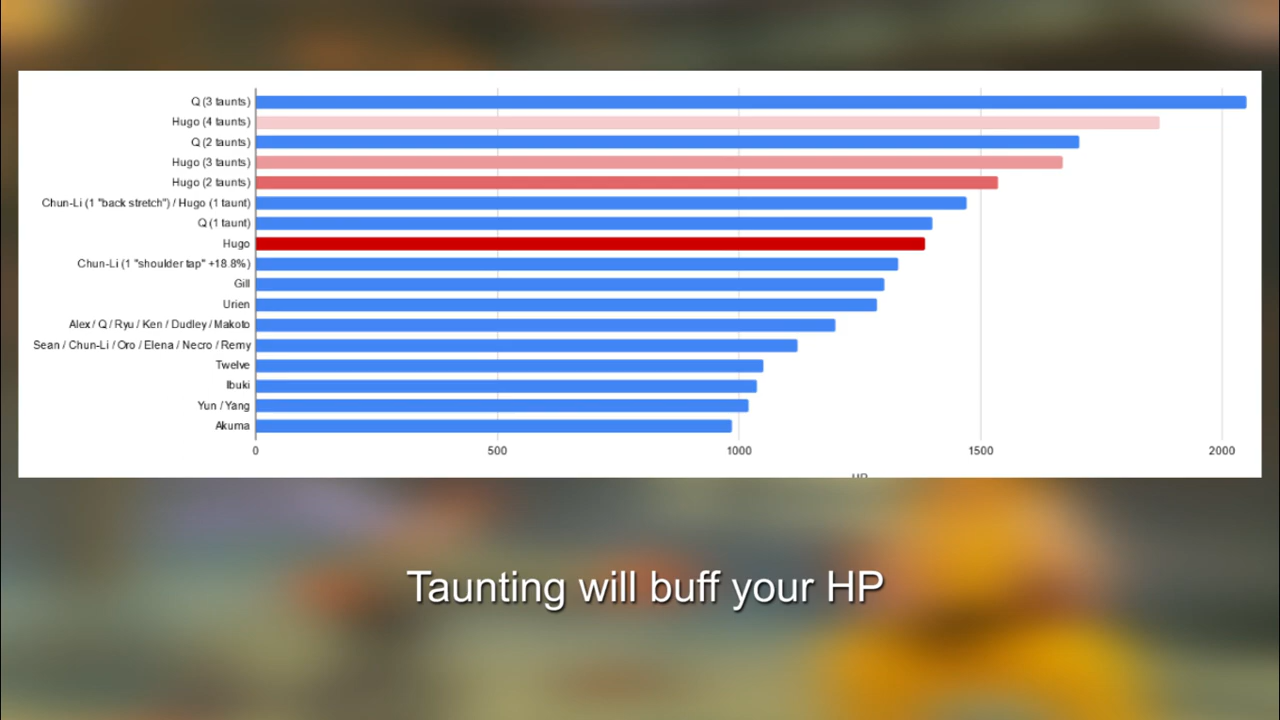 Q (3 taunts)
Hugo (4 taunts)
Q (2 taunts)
Hugo (3 taunts)
Hugo (2 taunts)
Chun-Li (1 "back stretch") / Hugo (1 taunt)
Q (1 taunt)
Hugo
Chun-Li (1 "shoulder tap" +18.8%)
Gill
Urien
Alex / Q / Ryu / Ken / Dudley / Makoto
Sean / Chun-Li / Oro / Elena / Necro / Remy
Twelve
Ibuki
Yun / Yang
Akuma
0 500 1000 1500 2000
HP
Taunting will buff your HP